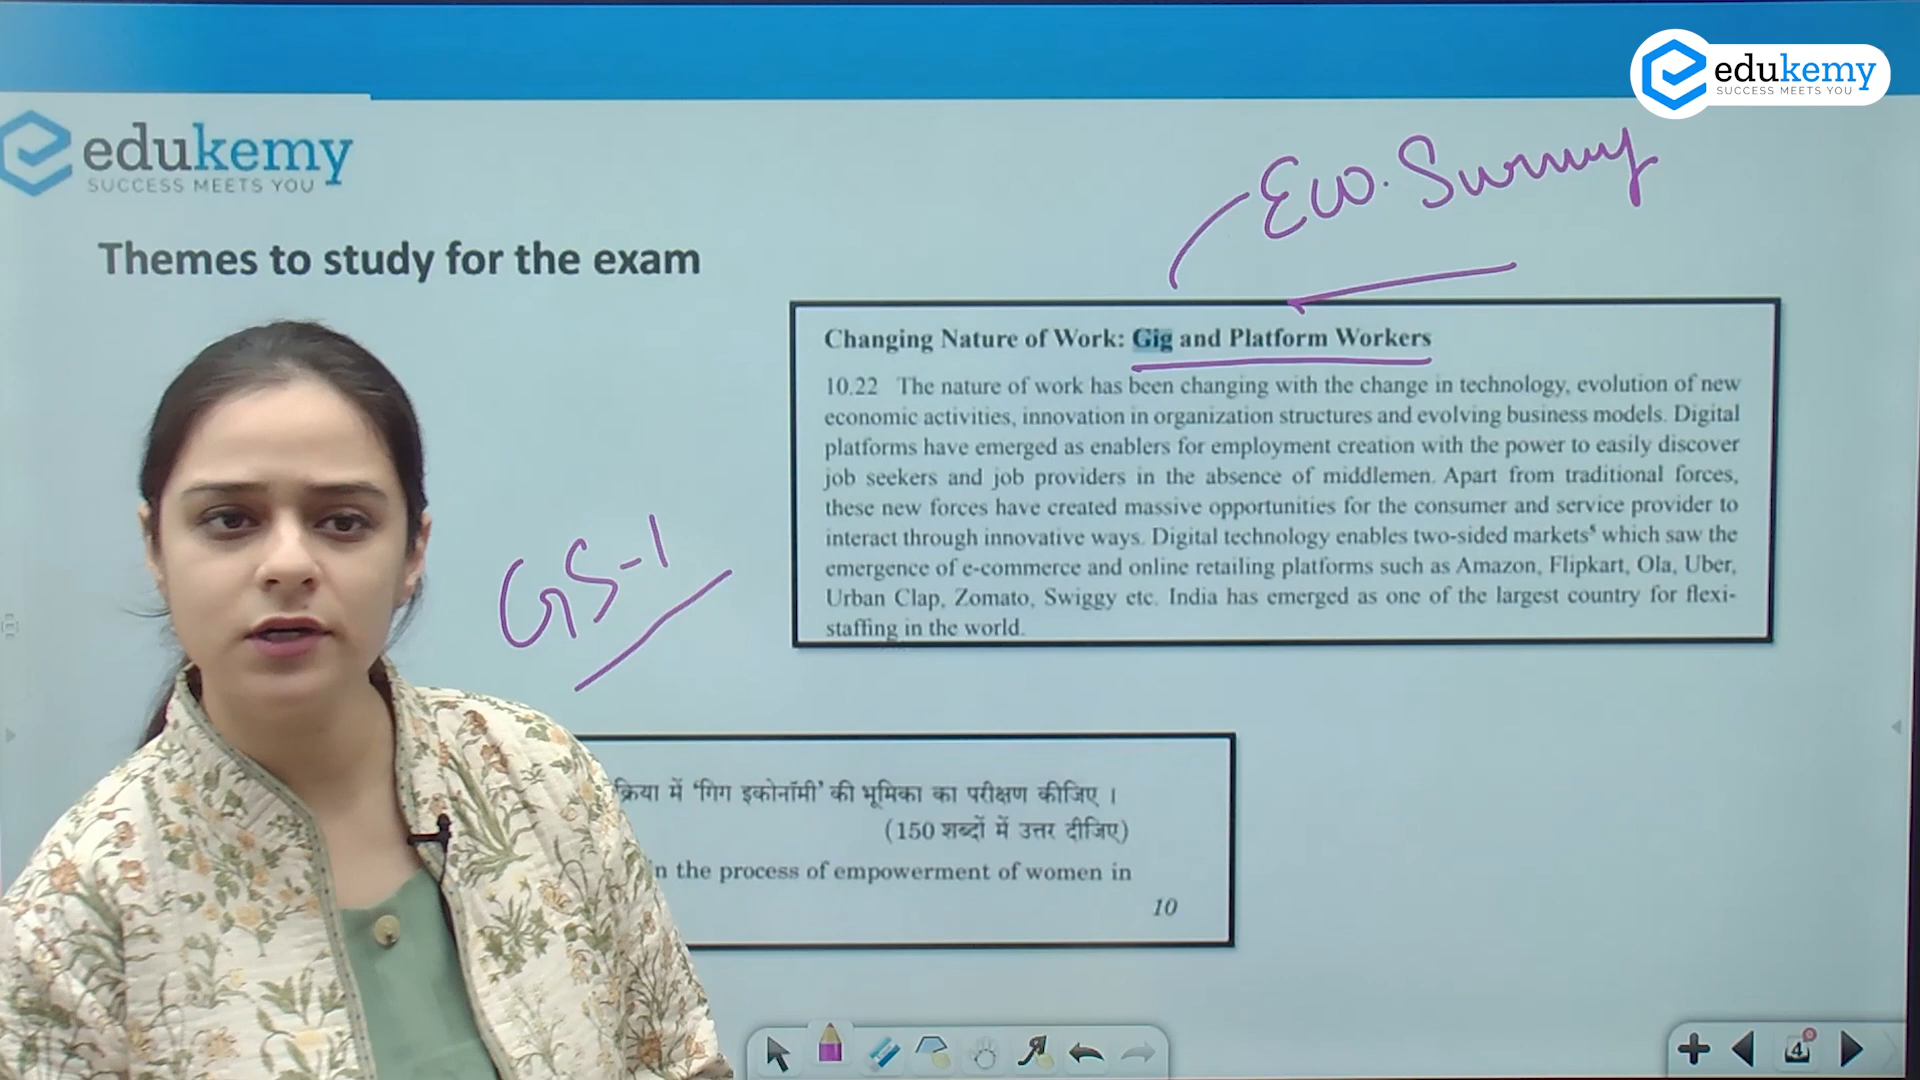 edukemy
SUCCESS MEETS YOU
edukemy
SUCCESS MEETS YOU
Eco. Survey
Themes to study for the exam
Changing Nature of Work: Gig and Platform Workers
10.22 The nature of work has been changing with the change in technology, evolution of new
economic activities, innovation in organization structures and evolving business models. Digital
platforms have emerged as enablers for employment creation with the power to easily discover
job seekers and job providers in the absence of middlemen. Apart from traditional forces,
these new forces have created massive opportunities for the consumer and service provider to
interact through innovative ways. Digital technology enables two-sided markets⁸ which saw the
emergence of e-commerce and online retailing platforms such as Amazon, Flipkart, Ola, Uber,
Urban Clap, Zomato, Swiggy etc. India has emerged as one of the largest country for flexi-
staffing in the world.
GS-1
क्रिया में ‘गिग इकोनॉमी’ की भूमिका का परीक्षण कीजिए ।
(150 शब्दों में उत्तर दीजिए)
n the process of empowerment of women in
10
4